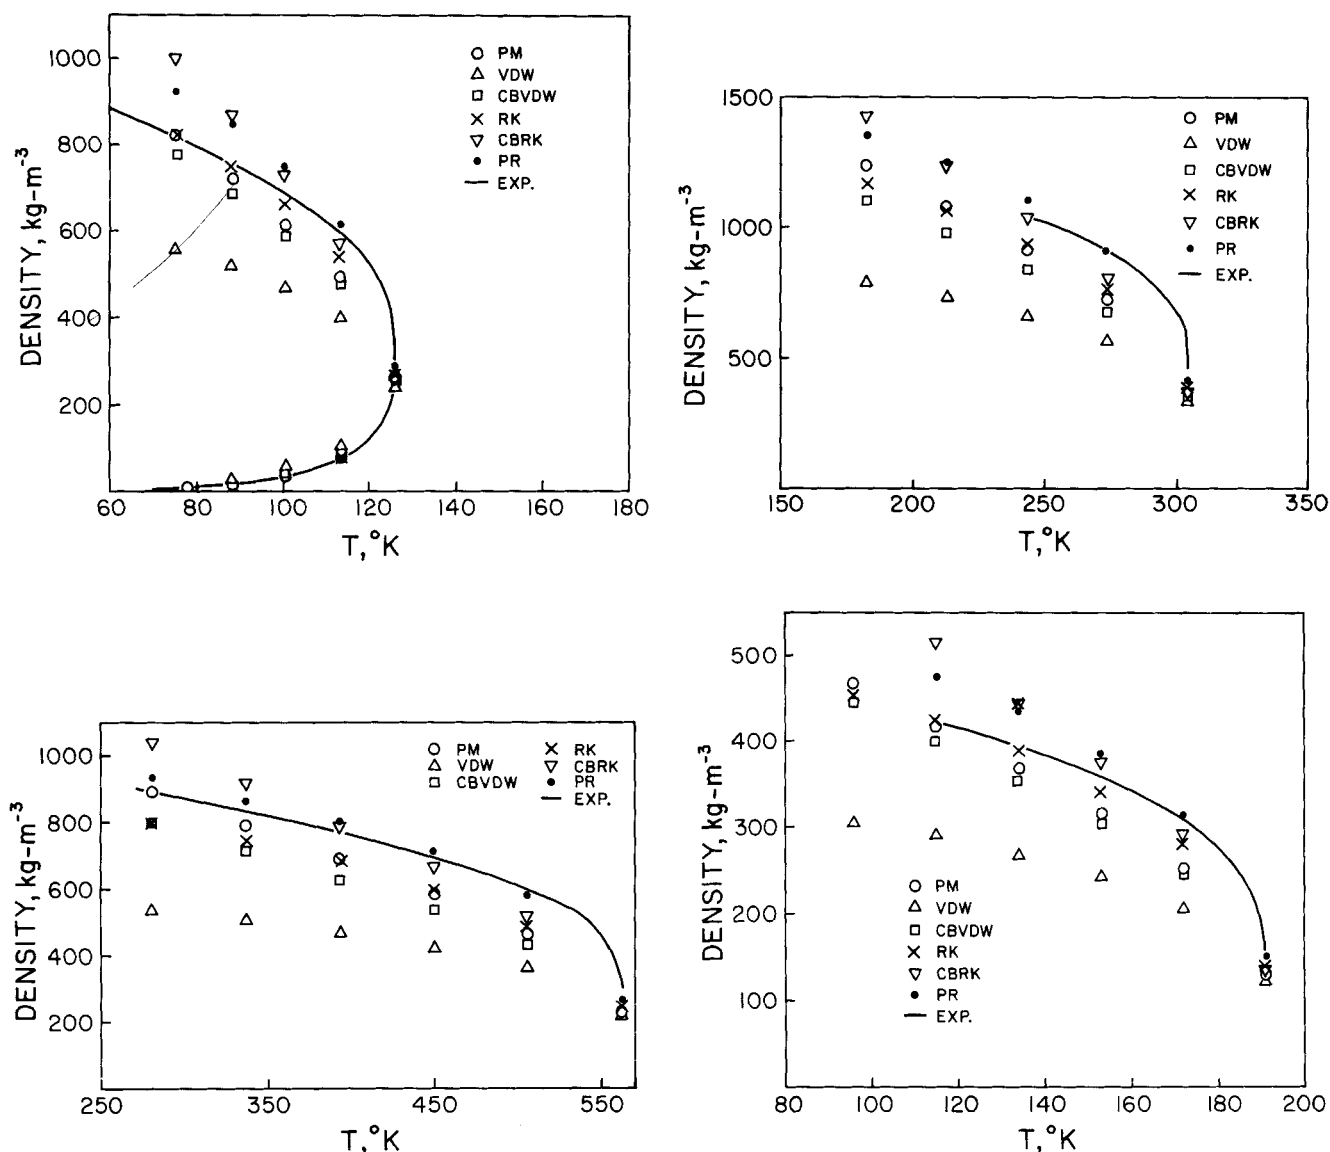 DENSITY, kg-m⁻³
1000
800
600
400
200
60 80 100 120 140 160 180
T, °K
PM
VDW
CBVDW
RK
CBRK
PR
EXP.
DENSITY, kg-m⁻³
1500
1000
500
150 200 250 300 350
T, °K
PM
VDW
CBVDW
RK
CBRK
PR
EXP.
DENSITY, kg-m⁻³
1000
800
600
400
200
250 350 450 550
T, °K
PM RK
VDW CBRK
CBVDW PR
EXP.
DENSITY, kg-m⁻³
500
400
300
200
100
80 100 120 140 160 180 200
T, °K
PM
VDW
CBVDW
RK
CBRK
PR
EXP.